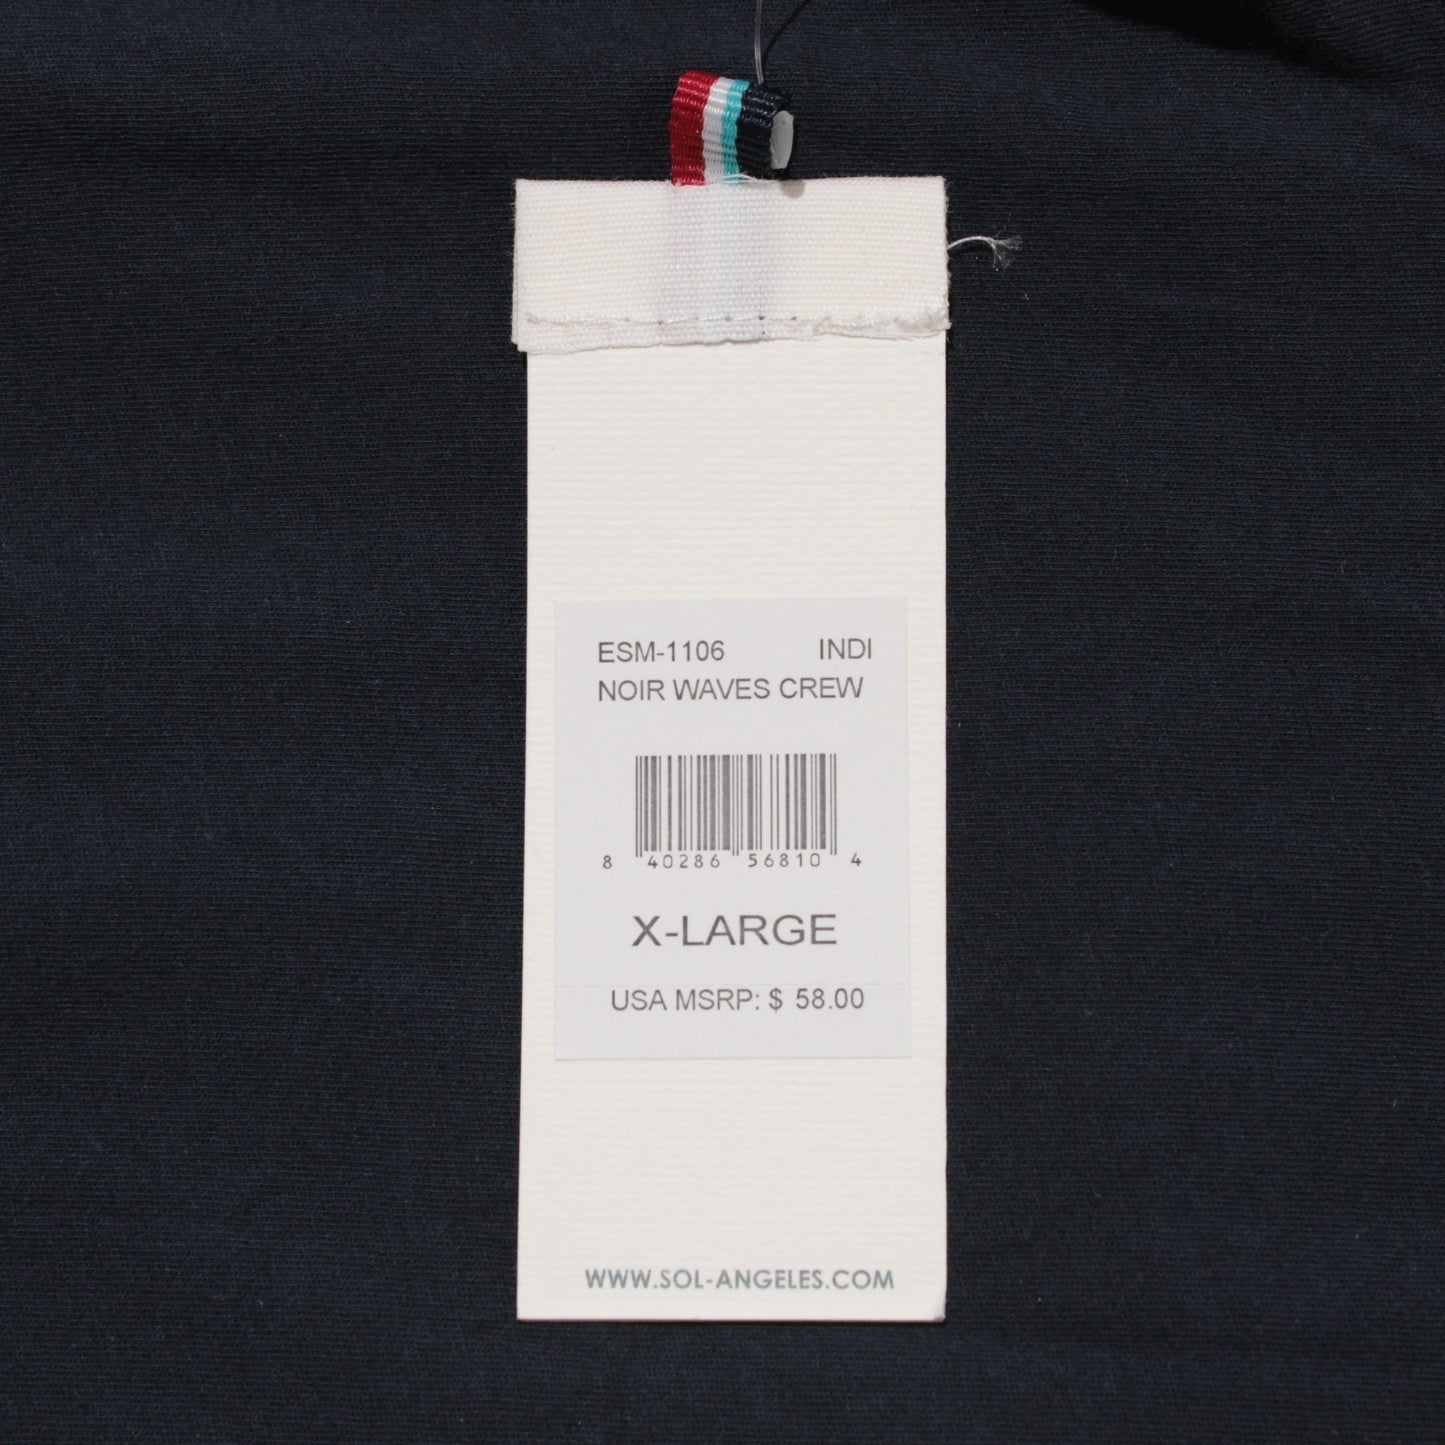 ESM-1106 INDI
NOIR WAVES CREW
8 40286 56810 4
X-LARGE
USA MSRP: $ 58.00
WWW.SOL-ANGELES.COM